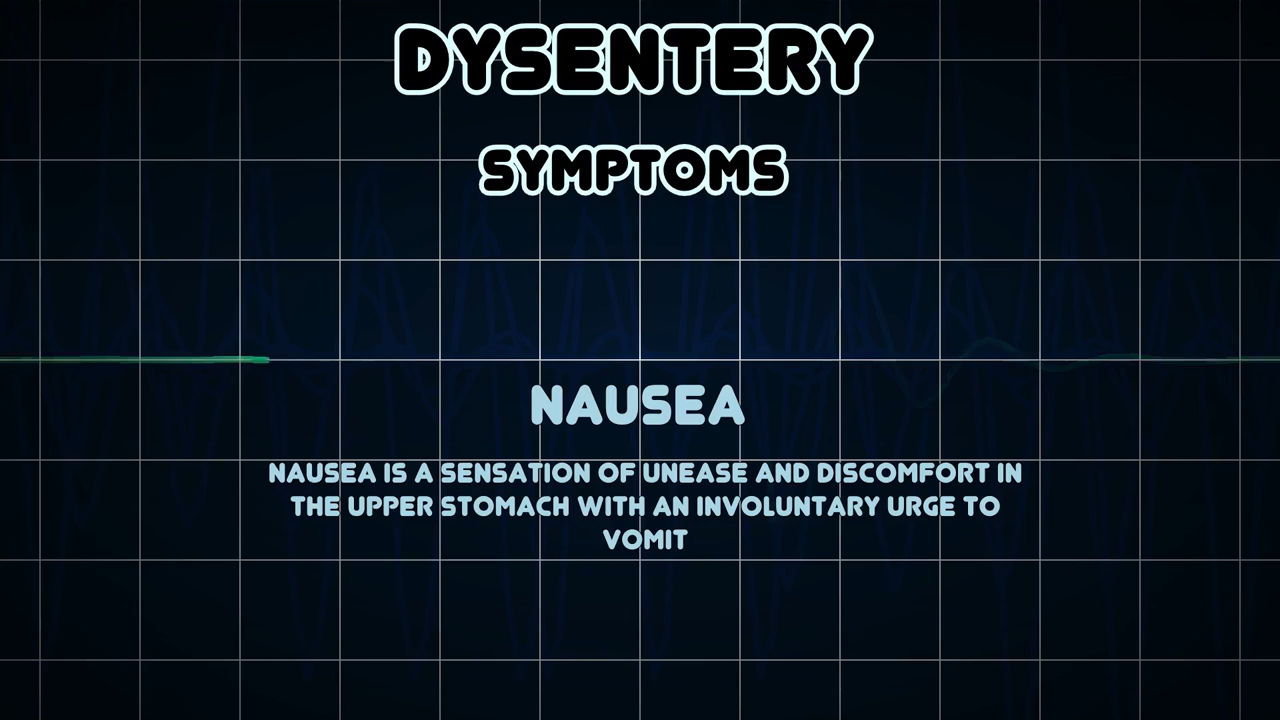 DYSENTERY
SYMPTOMS
NAUSEA
NAUSEA IS A SENSATION OF UNEASE AND DISCOMFORT IN
THE UPPER STOMACH WITH AN INVOLUNTARY URGE TO
VOMIT